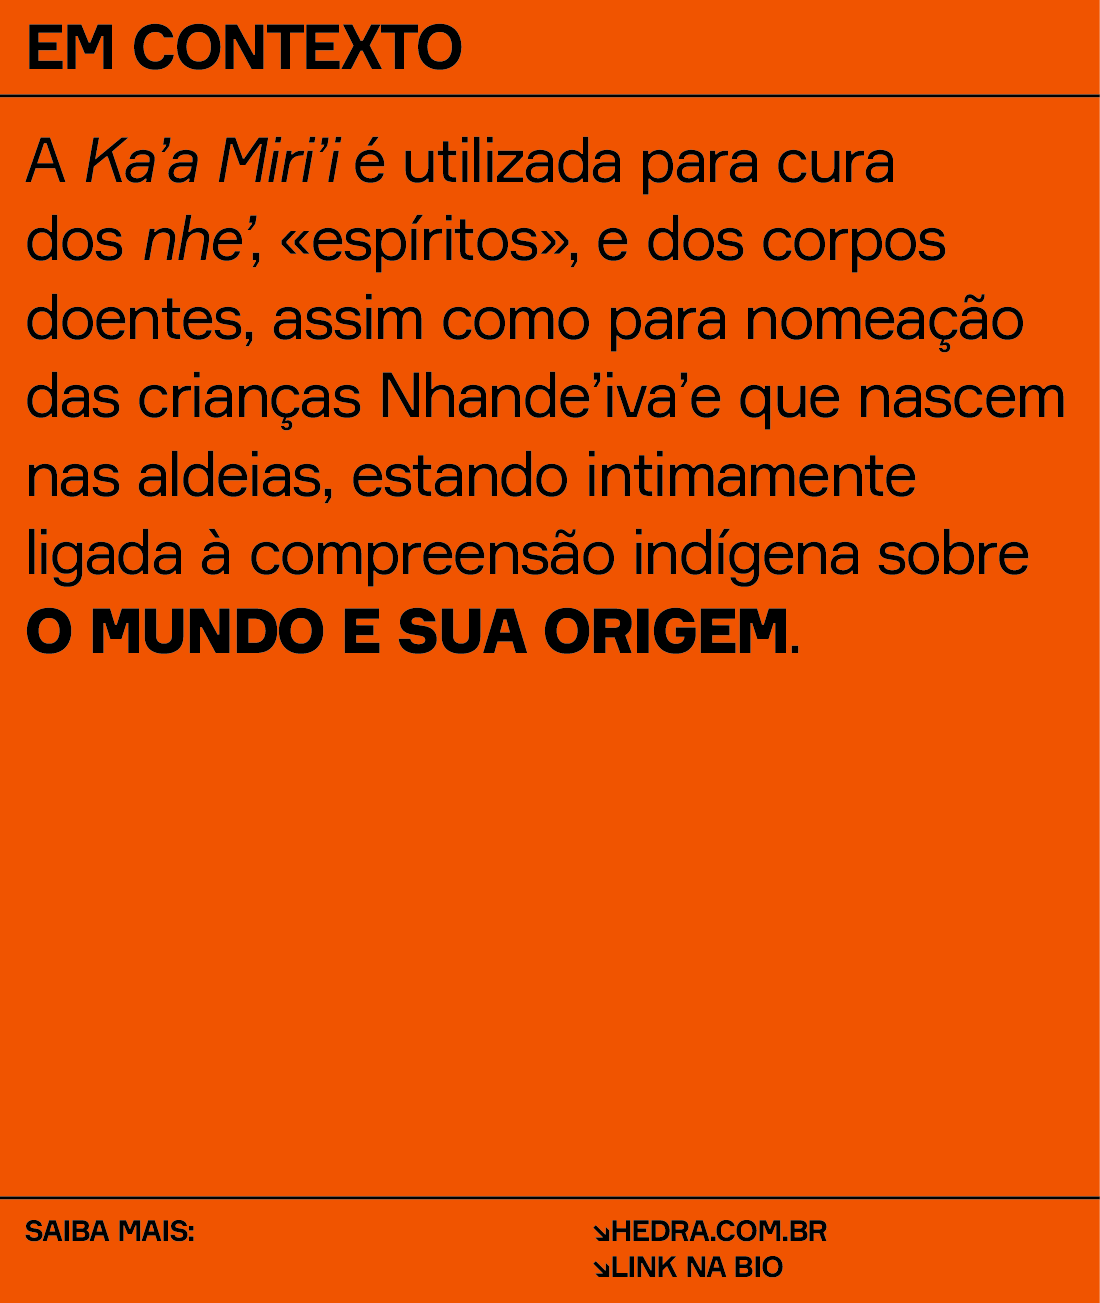 EM CONTEXTO
A Ka’a Miri’i é utilizada para cura
dos nhe’, «espíritos», e dos corpos
doentes, assim como para nomeação
das crianças Nhande’iva’e que nascem
nas aldeias, estando intimamente
ligada à compreensão indígena sobre
O MUNDO E SUA ORIGEM.
SAIBA MAIS:
↘HEDRA.COM.BR
↘LINK NA BIO